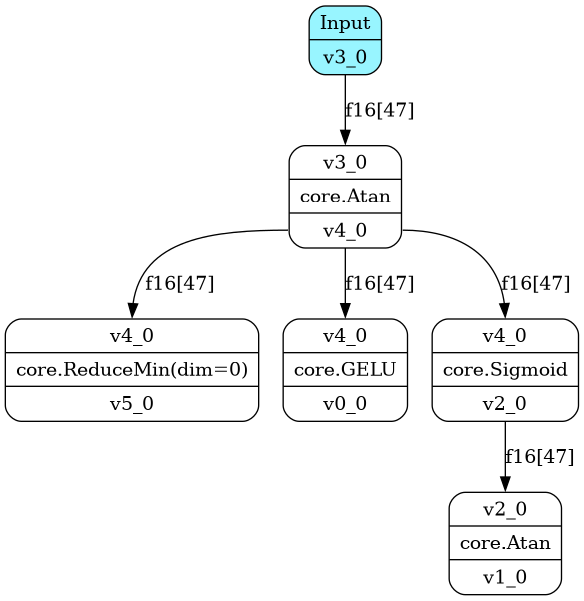 Input
v3_0
f16[47]
v3_0
core.Atan
v4_0
f16[47]
f16[47]
f16[47]
v4_0
core.ReduceMin(dim=0)
v5_0
v4_0
core.GELU
v0_0
v4_0
core.Sigmoid
v2_0
f16[47]
v2_0
core.Atan
v1_0